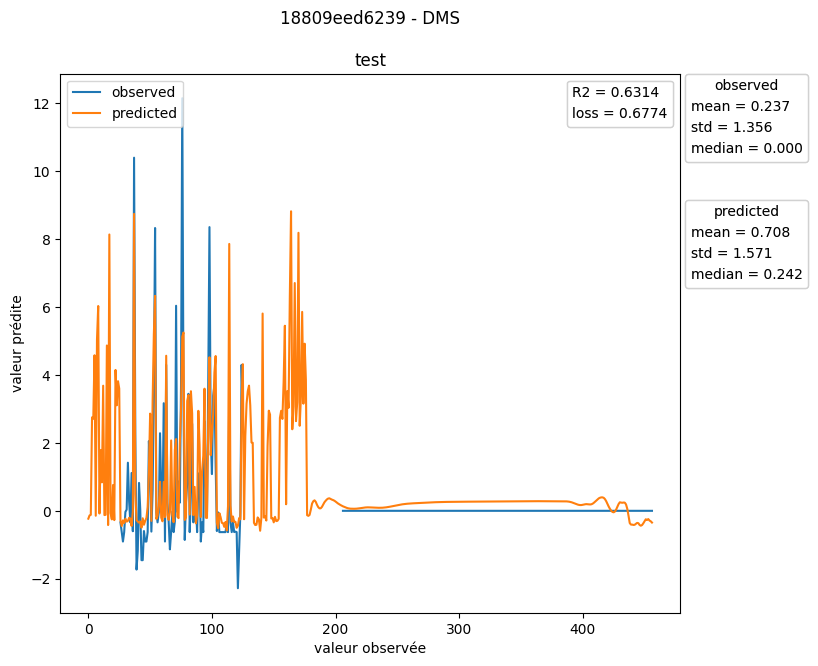 18809eed6239 - DMS
test
observed
predicted
R2 = 0.6314
loss = 0.6774
observed
mean = 0.237
std = 1.356
median = 0.000
predicted
mean = 0.708
std = 1.571
median = 0.242
valeur prédite
12
10
8
6
4
2
0
−2
0
100
200
300
400
valeur observée